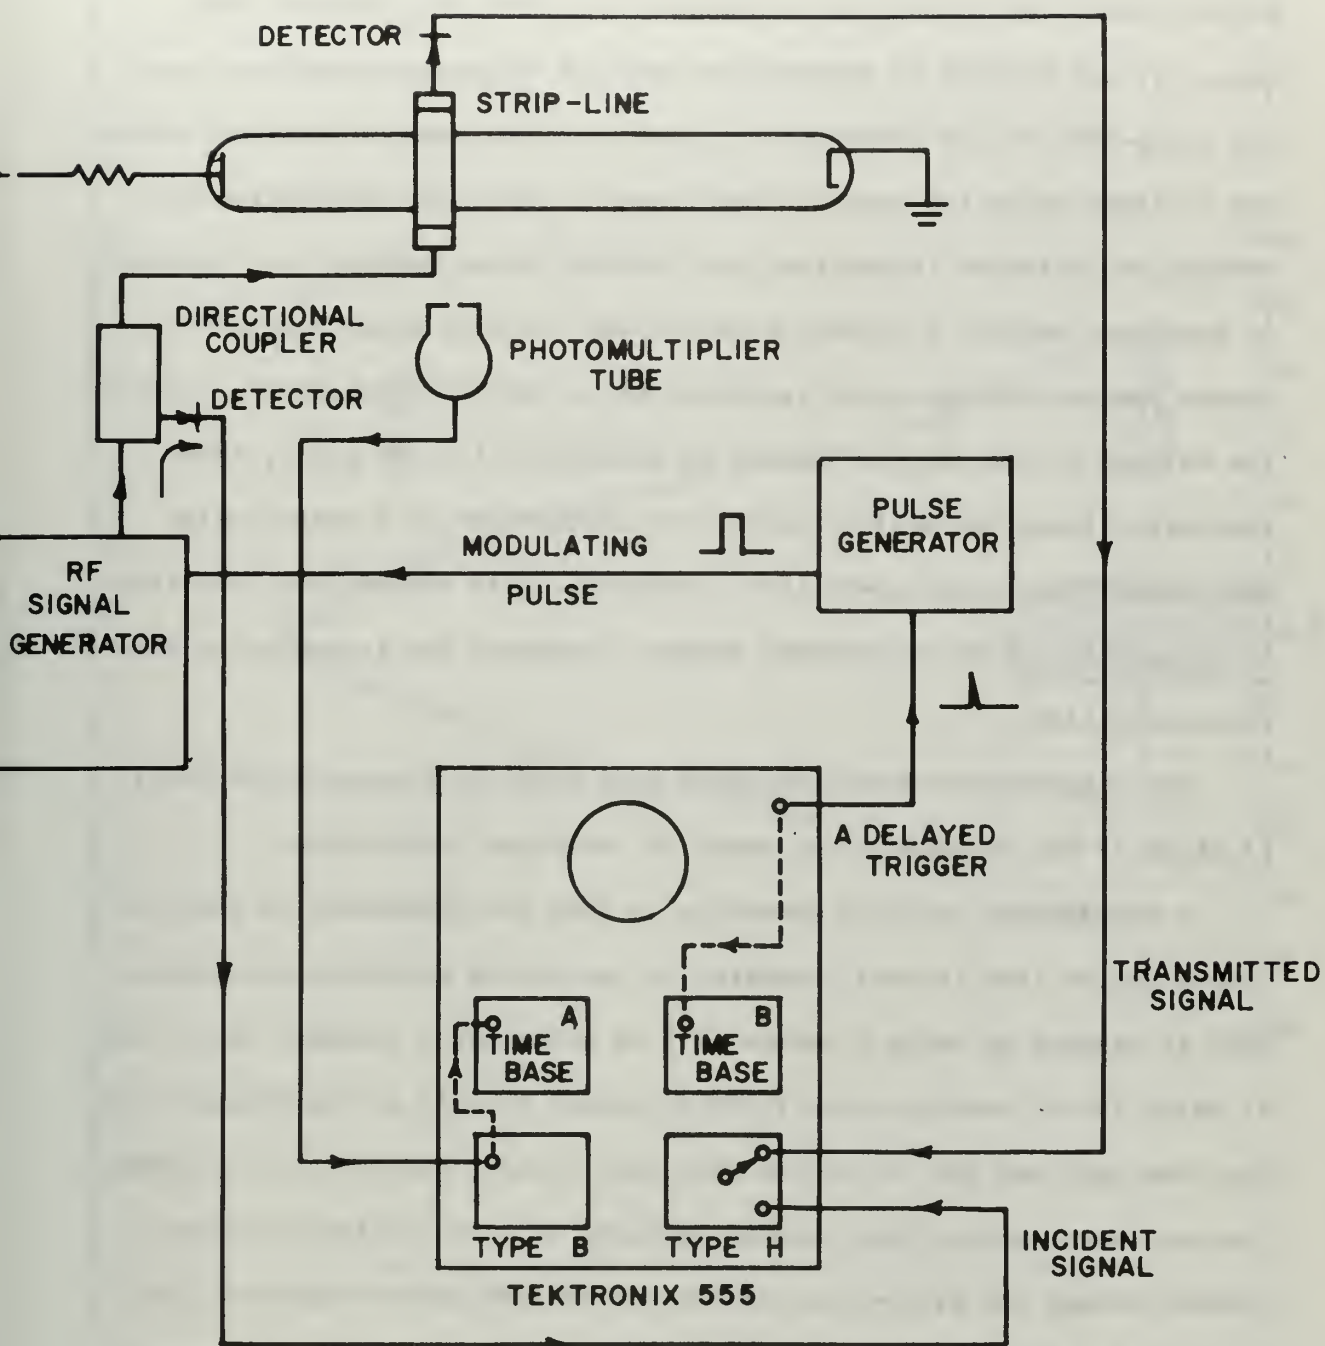 DETECTOR
STRIP-LINE
DIRECTIONAL
COUPLER
PHOTOMULTIPLIER
TUBE
DETECTOR
PULSE
GENERATOR
MODULATING
PULSE
RF
SIGNAL
GENERATOR
A DELAYED
TRIGGER
TRANSMITTED
SIGNAL
A
TIME
BASE
B
TIME
BASE
TYPE B
TYPE H
INCIDENT
SIGNAL
TEKTRONIX 555